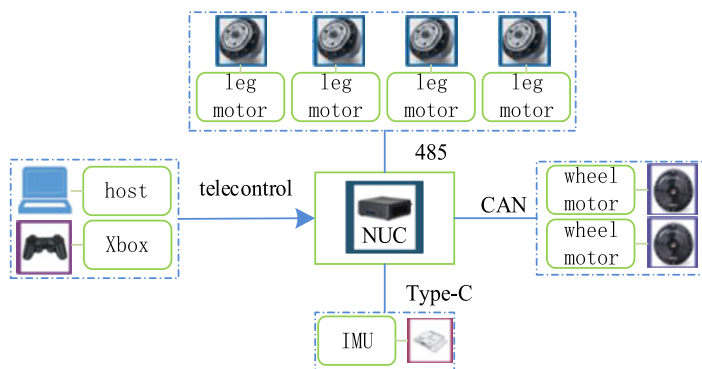 leg motor
leg motor
leg motor
leg motor
485
host
Xbox
telecontrol
NUC
CAN
wheel motor
wheel motor
Type-C
IMU